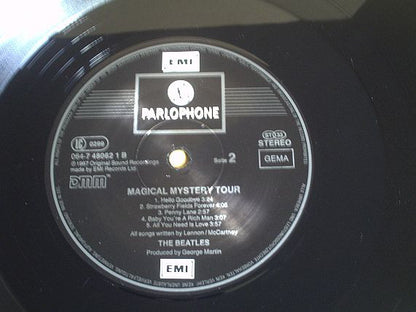 EMI
PARLOPHONE
0288
064-7 48062 1 B
℗ 1967 Original Sound Recordings
made by EMI Records Ltd.
DMM
Side 2
STEREO
GEMA
MAGICAL MYSTERY TOUR
1. Hello Goodbye 3:24
2. Strawberry Fields Forever 4:05
3. Penny Lane 2:57
4. Baby You're A Rich Man 3:07
5. All You Need Is Love 3:57
All songs written by Lennon/McCartney
THE BEATLES
Produced by George Martin
EMI